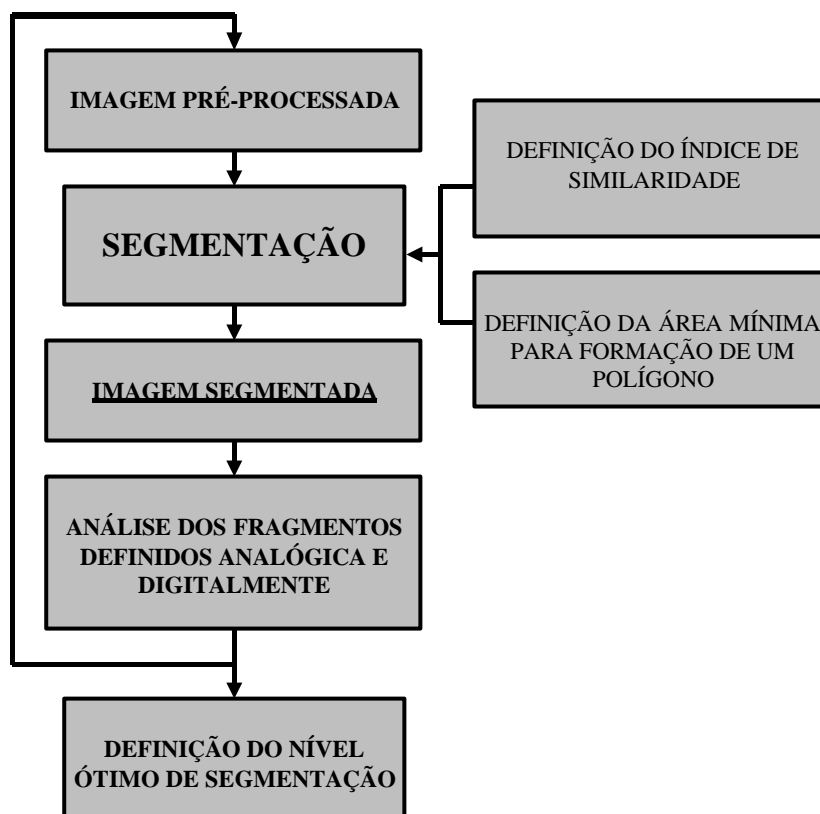 IMAGEM PRÉ-PROCESSADA
SEGMENTAÇÃO
DEFINIÇÃO DO ÍNDICE DE
SIMILARIDADE
DEFINIÇÃO DA ÁREA MÍNIMA
PARA FORMAÇÃO DE UM
POLÍGONO
IMAGEM SEGMENTADA
ANÁLISE DOS FRAGMENTOS
DEFINIDOS ANALÓGICA E
DIGITALMENTE
DEFINIÇÃO DO NÍVEL
ÓTIMO DE SEGMENTAÇÃO